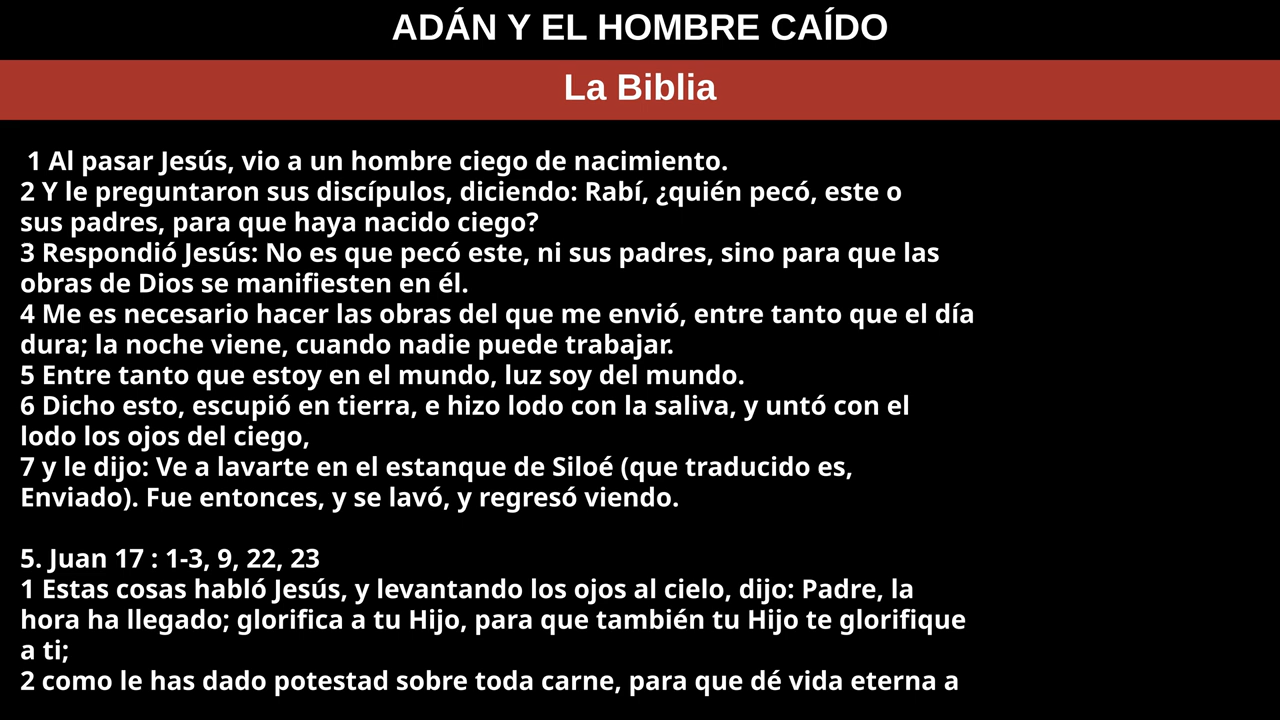 ADÁN Y EL HOMBRE CAÍDO
La Biblia
1 Al pasar Jesús, vio a un hombre ciego de nacimiento.
2 Y le preguntaron sus discípulos, diciendo: Rabí, ¿quién pecó, este o
sus padres, para que haya nacido ciego?
3 Respondió Jesús: No es que pecó este, ni sus padres, sino para que las
obras de Dios se manifiesten en él.
4 Me es necesario hacer las obras del que me envió, entre tanto que el día
dura; la noche viene, cuando nadie puede trabajar.
5 Entre tanto que estoy en el mundo, luz soy del mundo.
6 Dicho esto, escupió en tierra, e hizo lodo con la saliva, y untó con el
lodo los ojos del ciego,
7 y le dijo: Ve a lavarte en el estanque de Siloé (que traducido es,
Enviado). Fue entonces, y se lavó, y regresó viendo.
5. Juan 17 : 1-3, 9, 22, 23
1 Estas cosas habló Jesús, y levantando los ojos al cielo, dijo: Padre, la
hora ha llegado; glorifica a tu Hijo, para que también tu Hijo te glorifique
a ti;
2 como le has dado potestad sobre toda carne, para que dé vida eterna a